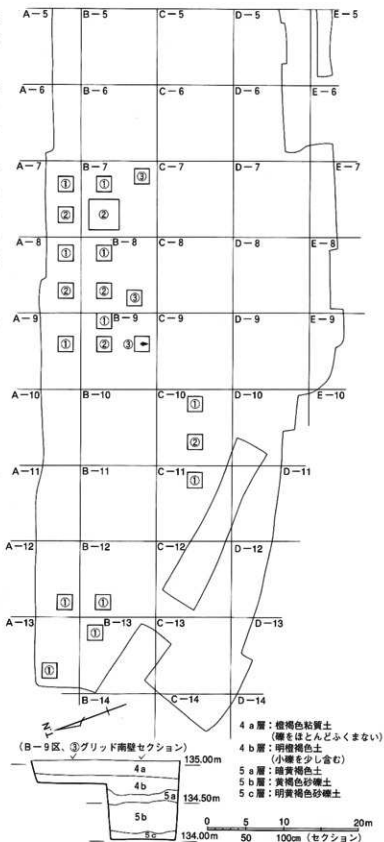 A－5 B－5 C－5 D－5 E－5
A－6 B－6 C－6 D－6 E－6
A－7 B－7 C－7 D－7 E－7
① ① ③
② ②
A－8 B－8 C－8 D－8 E－8
① ①
② ② ③
A－9 B－9 C－9 D－9 E－9
①
① ② ③
A－10 B－10 C－10 D－10 E－10
①
②
A－11 B－11 C－11 D－11
①
A－12 B－12 C－12 D－12
① ①
A－13 B－13 C－13 D－13
①
①
B－14 C－14 D－14
T.N
(B－9区、③グリッド南壁セクション)
135.00m
4a
4b
5a
134.50m
5b
5c
134.00m
4a層：橙褐色粘質土
(礫をほとんどふくまない)
4b層：明橙褐色土
(小礫を少し含む)
5a層：暗黄褐色土
5b層：黄褐色砂礫土
5c層：明黄褐色砂礫土
0 10 20m
50 100cm (セクション)